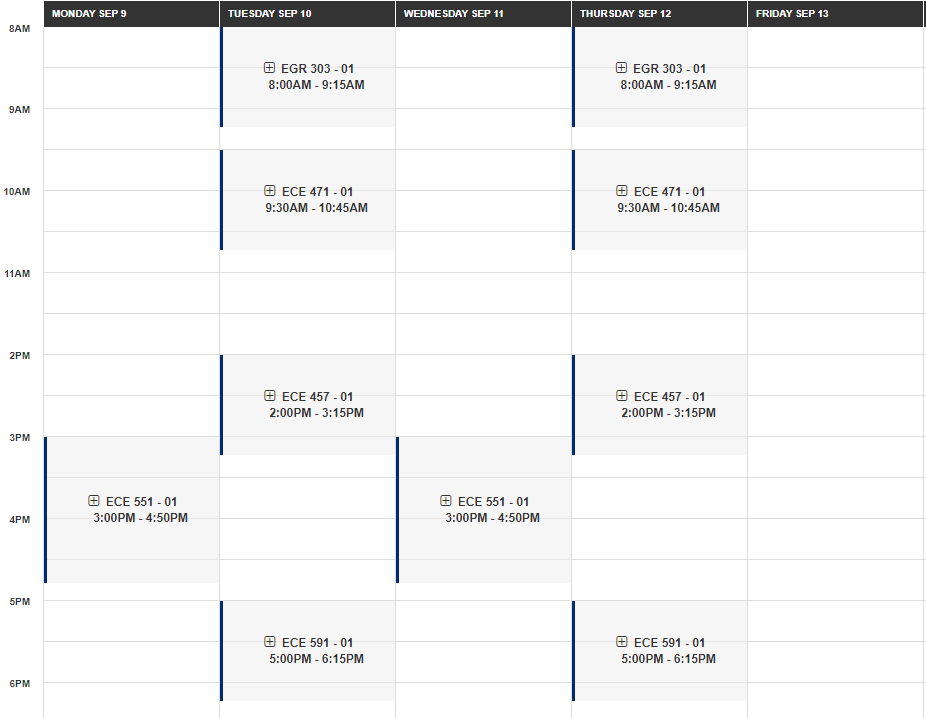 MONDAY SEP 9
TUESDAY SEP 10
WEDNESDAY SEP 11
THURSDAY SEP 12
FRIDAY SEP 13
8AM
EGR 303 - 01
8:00AM - 9:15AM
EGR 303 - 01
8:00AM - 9:15AM
9AM
ECE 471 - 01
9:30AM - 10:45AM
ECE 471 - 01
9:30AM - 10:45AM
10AM
11AM
2PM
ECE 457 - 01
2:00PM - 3:15PM
ECE 457 - 01
2:00PM - 3:15PM
3PM
ECE 551 - 01
3:00PM - 4:50PM
ECE 551 - 01
3:00PM - 4:50PM
4PM
5PM
ECE 591 - 01
5:00PM - 6:15PM
ECE 591 - 01
5:00PM - 6:15PM
6PM